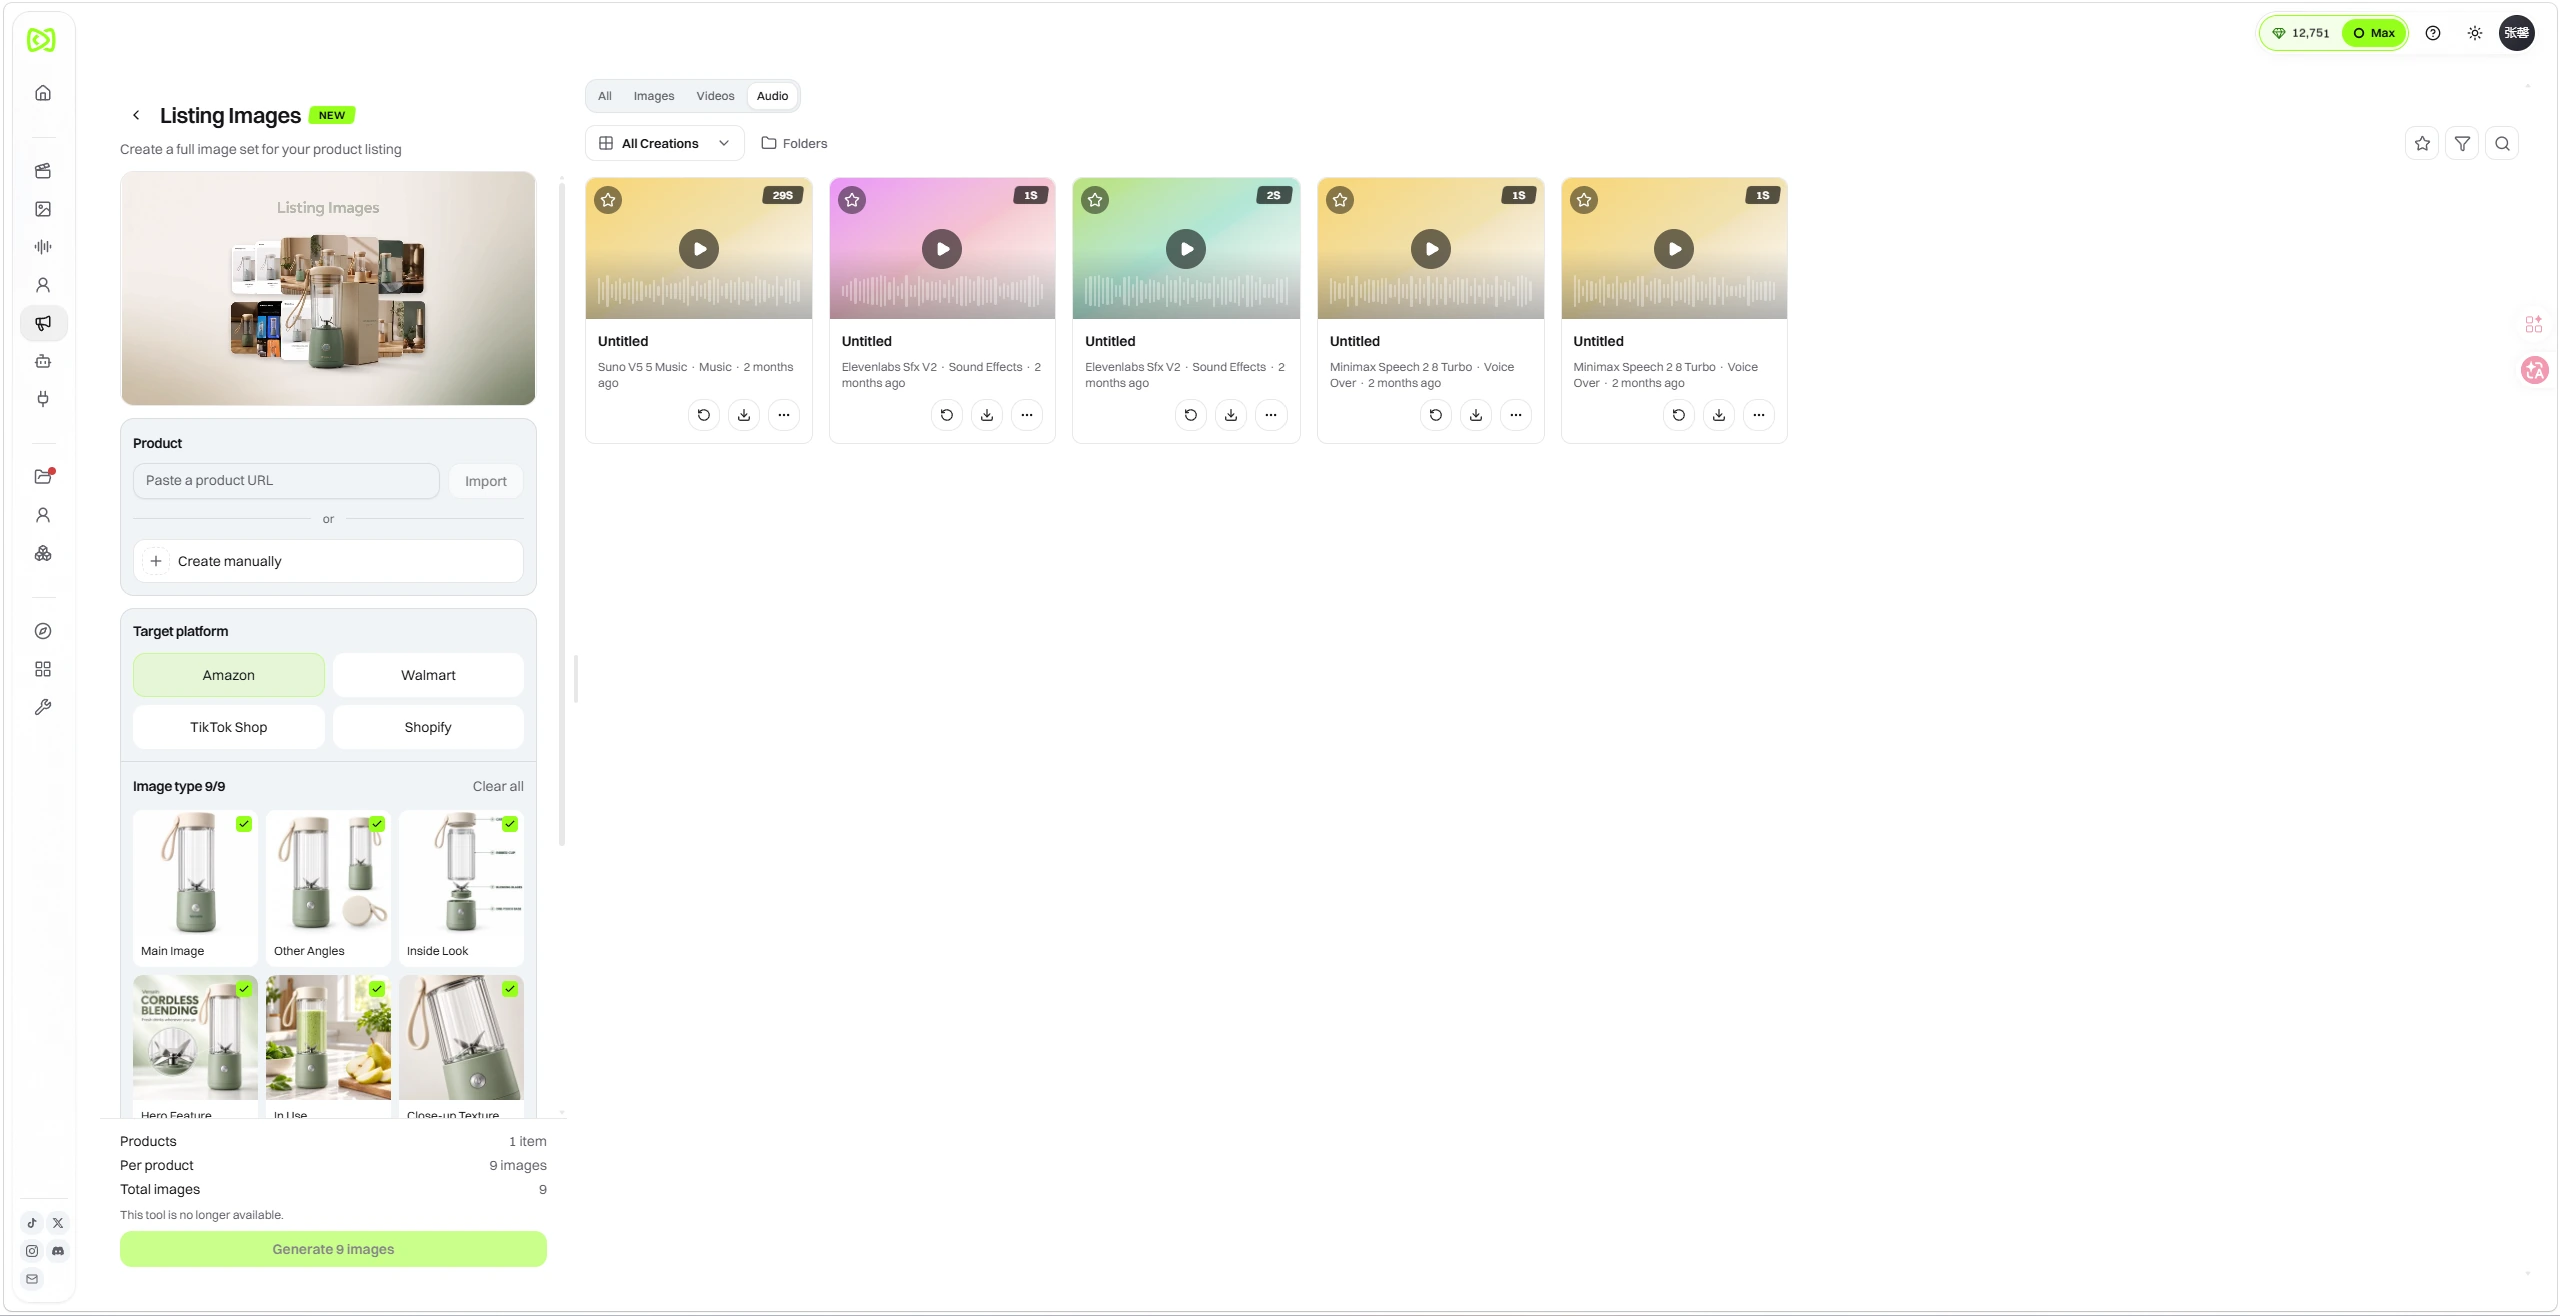 12,751
Max
张馨
Listing Images
NEW
Create a full image set for your product listing
Listing Images
Product
Paste a product URL
Import
or
Create manually
Target platform
Amazon
Walmart
TikTok Shop
Shopify
Image type 9/9
Clear all
Main Image
Other Angles
Inside Look
CORDLESS
BLENDING
Hero Feature
In Use
Close-up Texture
Products
1 item
Per product
9 images
Total images
9
This tool is no longer available.
Generate 9 images
All
Images
Videos
Audio
All Creations
Folders
29S
Untitled
Suno V5 5 Music · Music · 2 months
ago
1S
Untitled
Elevenlabs Sfx V2 · Sound Effects · 2
months ago
2S
Untitled
Elevenlabs Sfx V2 · Sound Effects · 2
months ago
1S
Untitled
Minimax Speech 2 8 Turbo · Voice
Over · 2 months ago
1S
Untitled
Minimax Speech 2 8 Turbo · Voice
Over · 2 months ago